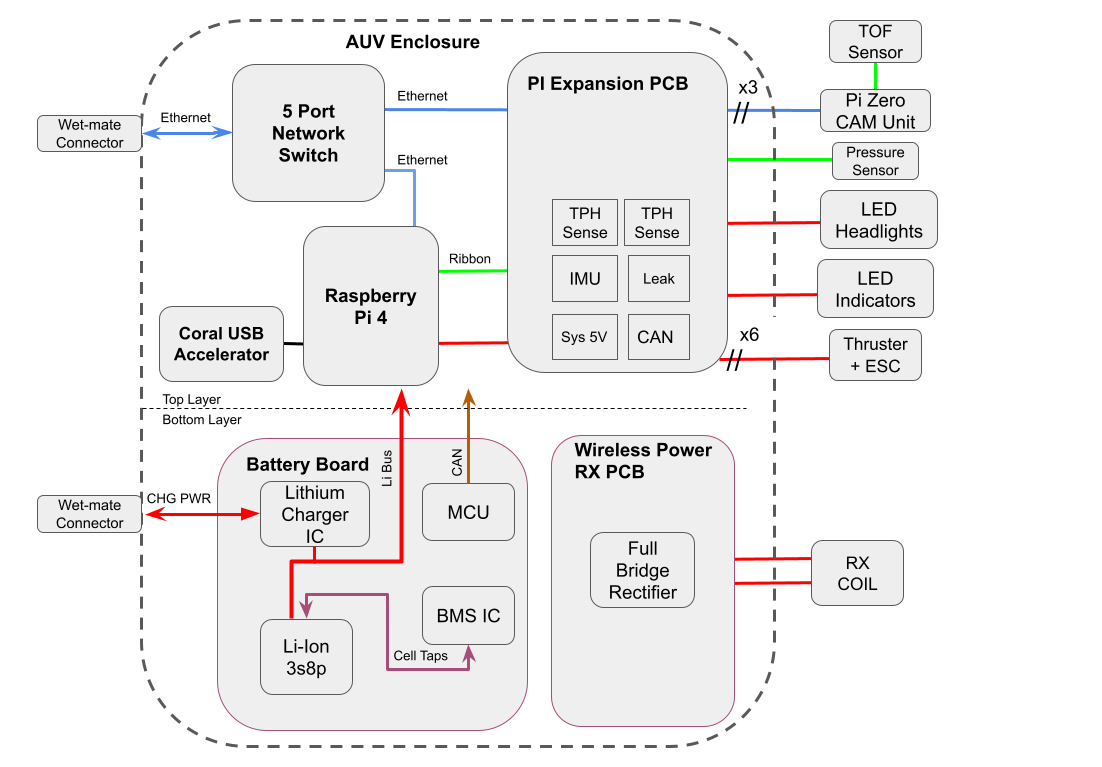 AUV Enclosure
TOF
Sensor
PI Expansion PCB
x3
Pi Zero
CAM Unit
5 Port
Network
Switch
Ethernet
Ethernet
Wet-mate
Connector
Ethernet
Pressure
Sensor
TPH
Sense
TPH
Sense
LED
Headlights
Ribbon
IMU
Leak
LED
Indicators
Raspberry
Pi 4
Coral USB
Accelerator
Sys 5V
CAN
x6
Thruster
+ ESC
Top Layer
Bottom Layer
Battery Board
Li Bus
CAN
Wireless Power
RX PCB
Wet-mate
Connector
CHG PWR
Lithium
Charger
IC
MCU
Full
Bridge
Rectifier
RX
COIL
BMS IC
Li-Ion
3s8p
Cell Taps